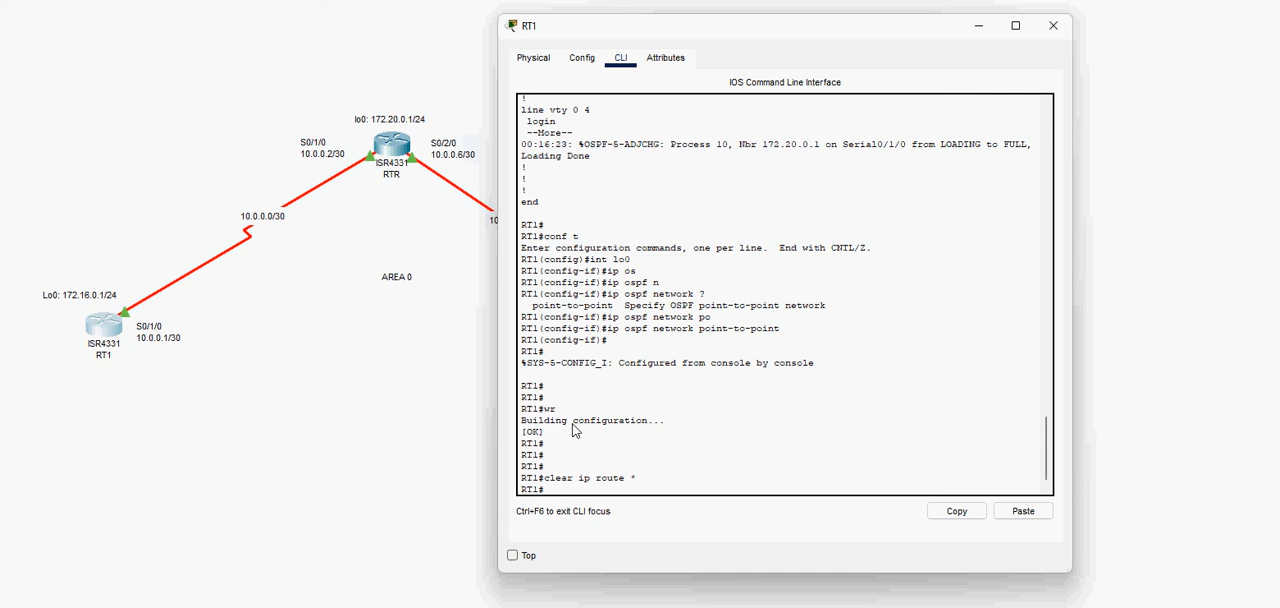 lo0: 172.20.0.1/24
S0/1/0
10.0.0.2/30
S0/2/0
10.0.0.6/30
ISR4331
RTR
10.0.0.0/30
10
AREA 0
Lo0: 172.16.0.1/24
S0/1/0
10.0.0.1/30
ISR4331
RT1
RT1
Physical
Config
CLI
Attributes
IOS Command Line Interface
!
line vty 0 4
login
--More--
00:16:23: %OSPF-5-ADJCHG: Process 10, Nbr 172.20.0.1 on Serial0/1/0 from LOADING to FULL,
Loading Done
!
!
!
end
RT1#
RT1#conf t
Enter configuration commands, one per line.  End with CNTL/Z.
RT1(config)#int lo0
RT1(config-if)#ip os
RT1(config-if)#ip ospf n
RT1(config-if)#ip ospf network ?
point-to-point  Specify OSPF point-to-point network
RT1(config-if)#ip ospf network po
RT1(config-if)#ip ospf network point-to-point
RT1(config-if)#
RT1#
%SYS-5-CONFIG_I: Configured from console by console
RT1#
RT1#
RT1#wr
Building configuration...
[OK]
RT1#
RT1#
RT1#
RT1#clear ip route *
RT1#
Ctrl+F6 to exit CLI focus
Copy
Paste
Top